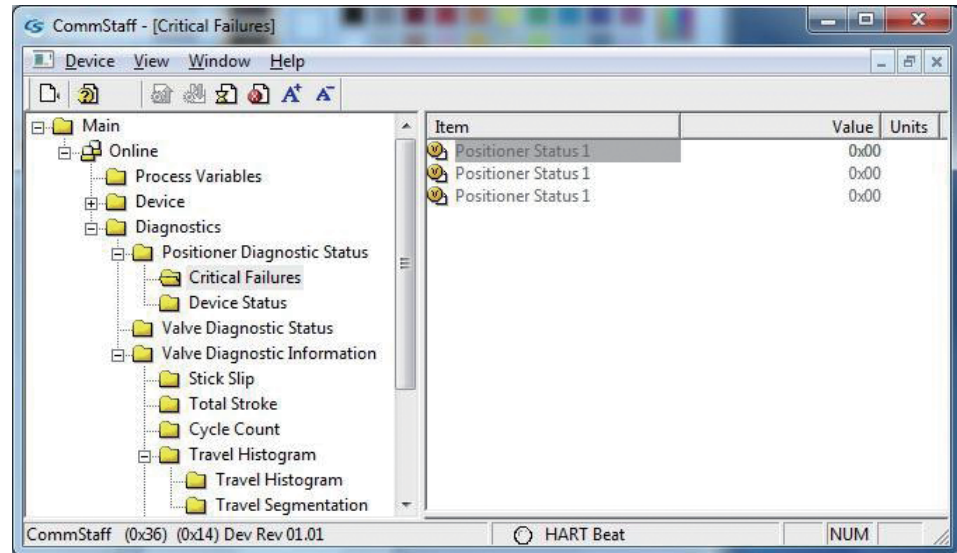 CommStaff - [Critical Failures]
Device View Window Help
A+ A-
Main
Online
Process Variables
Device
Diagnostics
Positioner Diagnostic Status
Critical Failures
Device Status
Valve Diagnostic Status
Valve Diagnostic Information
Stick Slip
Total Stroke
Cycle Count
Travel Histogram
Travel Histogram
Travel Segmentation
Item Value Units
Positioner Status 1 0x00
Positioner Status 1 0x00
Positioner Status 1 0x00
CommStaff (0x36) (0x14) Dev Rev 01.01 HART Beat NUM